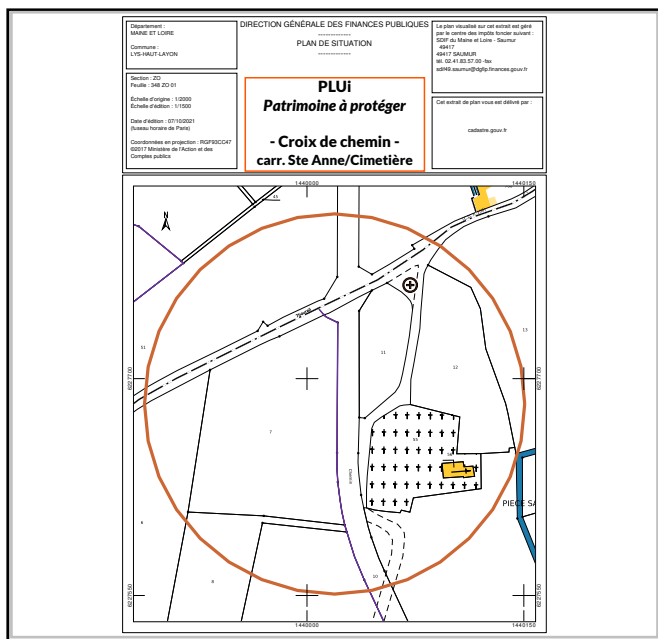 Département :
MAINE ET LOIRE
Commune :
LYS-HAUT-LAYON
Section : ZO
Feuille : 348 ZO 01
Échelle d'origine : 1/2000
Échelle d'édition : 1/1500
Date d'édition : 07/10/2021
(fuseau horaire de Paris)
Coordonnées en projection : RGF93CC47
©2017 Ministère de l'Action et des
Comptes publics
DIRECTION GÉNÉRALE DES FINANCES PUBLIQUES
-------------
PLAN DE SITUATION
-------------
PLUi
Patrimoine à protéger
- Croix de chemin -
carr. Ste Anne/Cimetière
Le plan visualisé sur cet extrait est géré
par le centre des impôts foncier suivant :
SDIF du Maine et Loire - Saumur
49417
49417 SAUMUR
tél. 02.41.83.57.00 -fax
sdif49.saumur@dgfip.finances.gouv.fr
Cet extrait de plan vous est délivré par :
cadastre.gouv.fr
1440000
1440150
45
N
51
11
12
13
6227700
6227700
7
55
PIECE SA
6
8
10
6227550
6227550
1440000
1440150